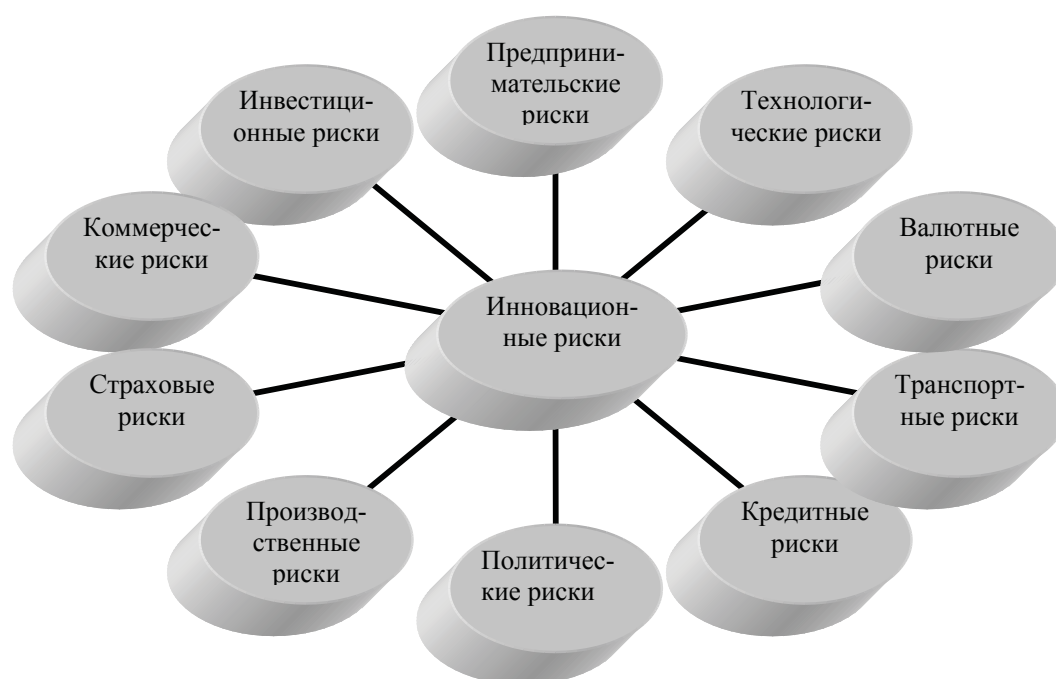 Предприни-
мательские
риски
Инвестици-
онные риски
Технологи-
ческие риски
Коммерчес-
кие риски
Валютные
риски
Инновацион-
ные риски
Страховые
риски
Транспорт-
ные риски
Производ-
ственные
риски
Политичес-
кие риски
Кредитные
риски